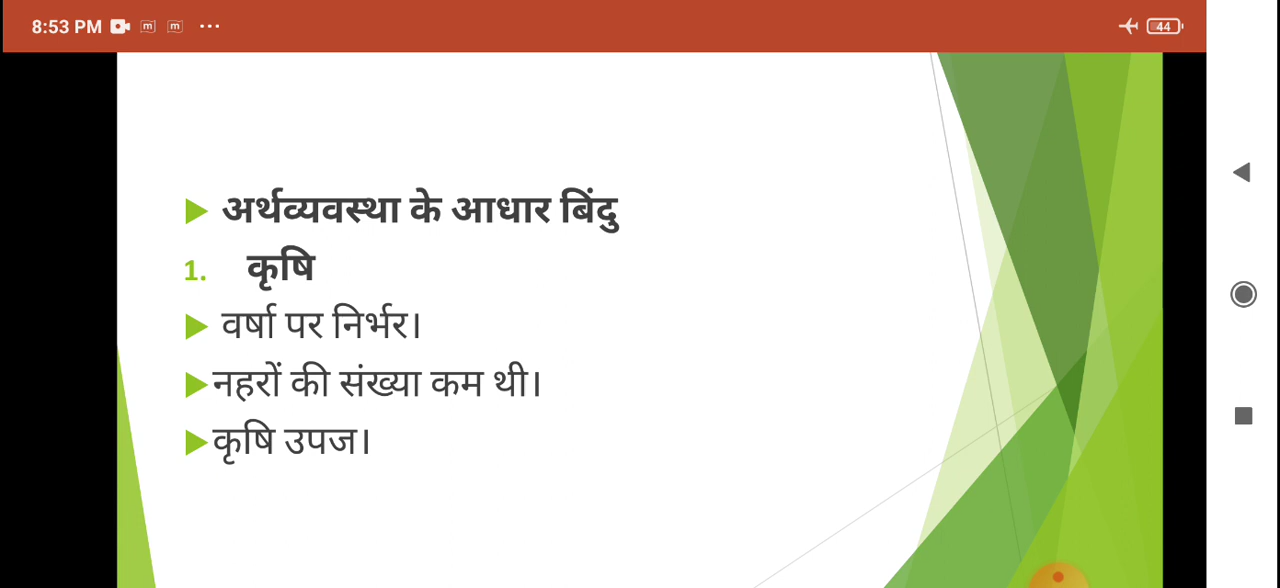 8:53 PM m m ... 44
अर्थव्यवस्था के आधार बिंदु
1. कृषि
वर्षा पर निर्भर।
नहरों की संख्या कम थी।
कृषि उपज।